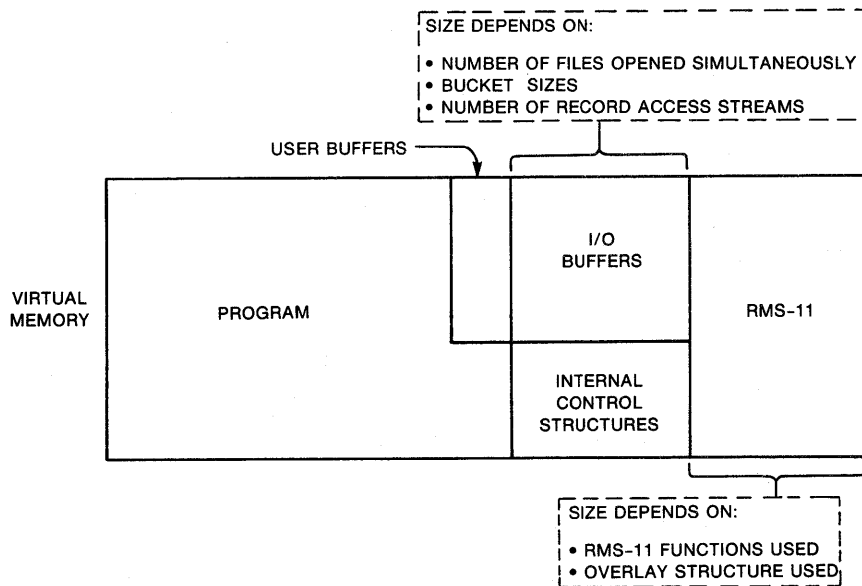 SIZE DEPENDS ON:
• NUMBER OF FILES OPENED SIMULTANEOUSLY
• BUCKET SIZES
• NUMBER OF RECORD ACCESS STREAMS
USER BUFFERS
I/O
BUFFERS
VIRTUAL
MEMORY
PROGRAM
RMS-11
INTERNAL
CONTROL
STRUCTURES
SIZE DEPENDS ON:
• RMS-11 FUNCTIONS USED
• OVERLAY STRUCTURE USED